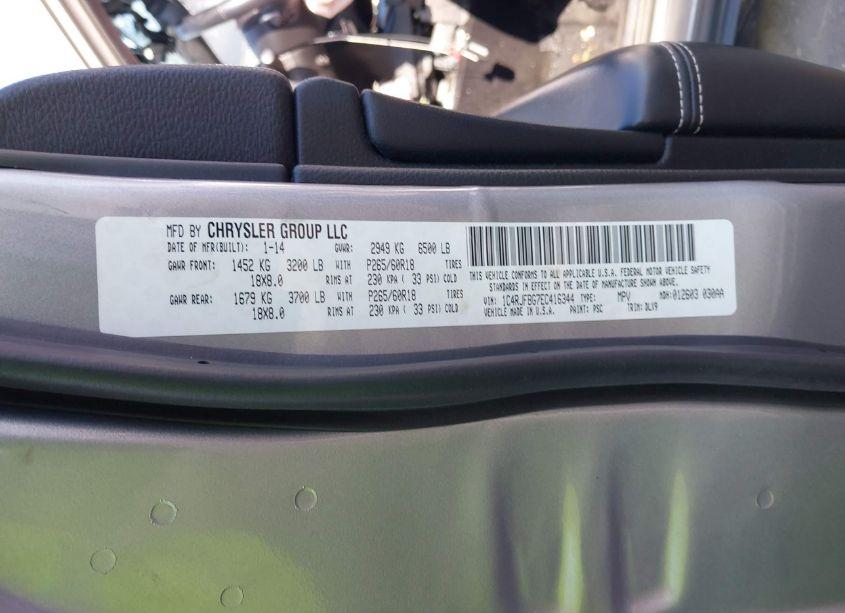 MFD BY CHRYSLER GROUP LLC
DATE OF MFR(BUILT): 1-14 GVWR: 2949 KG 6500 LB
GAWR FRONT: 1452 KG 3200 LB WITH P265/60R18 TIRES
18X8.0 RIMS AT 230 KPA ( 33 PSI) COLD
GAWR REAR: 1679 KG 3700 LB WITH P265/60R18 TIRES
18X8.0 RIMS AT 230 KPA ( 33 PSI) COLD
THIS VEHICLE CONFORMS TO ALL APPLICABLE U.S.A. FEDERAL MOTOR VEHICLE SAFETY
STANDARDS IN EFFECT ON THE DATE OF MANUFACTURE SHOWN ABOVE.
VIN: 1C4RJFBG7EC416344 TYPE: MPV MDH:012603 030AA
VEHICLE MADE IN U.S.A. PAINT: PSC TRIM: DLX9